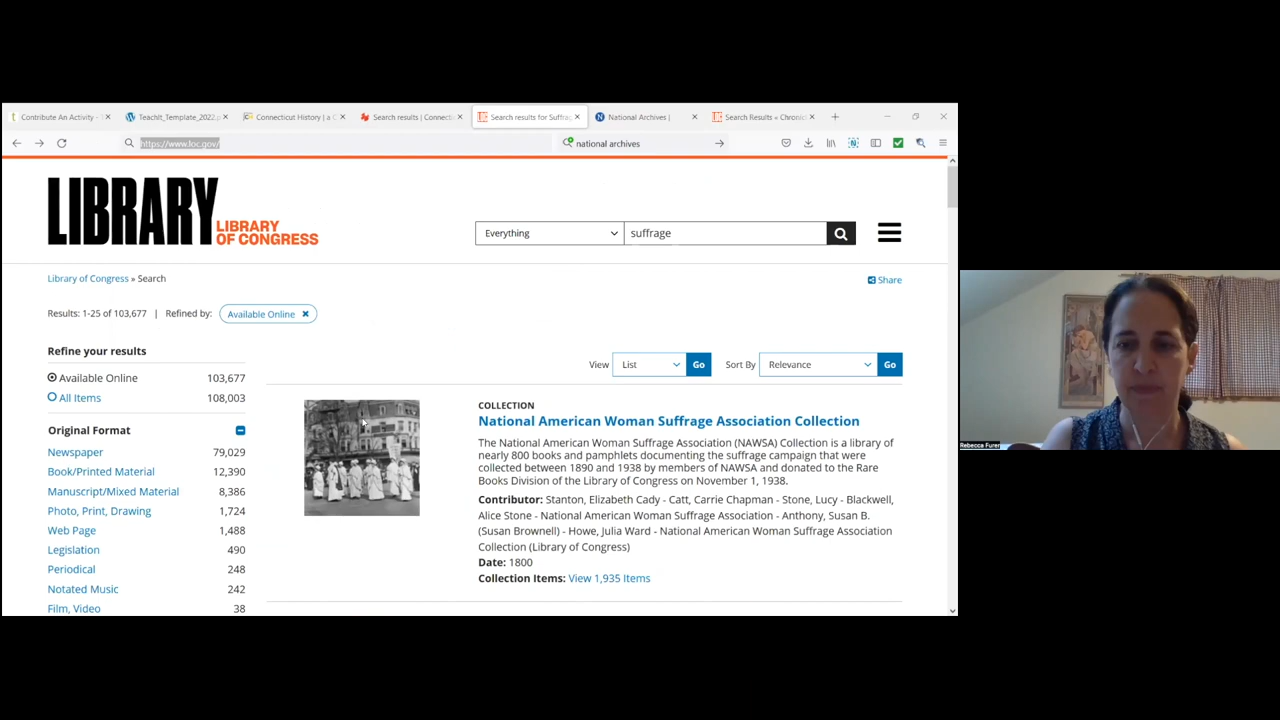 Contribute An Activity -
TeachIt_Template_2022.p
Connecticut History | a C
Search results | Connectic
Search results for Suffrag
National Archives |
Search Results « Chronic
https://www.loc.gov/
national archives
LIBRARY
LIBRARY
OF CONGRESS
Everything
suffrage
Library of Congress » Search
Share
Results: 1-25 of 103,677 | Refined by: Available Online ×
Refine your results
Available Online 103,677
All Items 108,003
Original Format
Newspaper 79,029
Book/Printed Material 12,390
Manuscript/Mixed Material 8,386
Photo, Print, Drawing 1,724
Web Page 1,488
Legislation 490
Periodical 248
Notated Music 242
Film, Video 38
View List Go Sort By Relevance Go
COLLECTION
National American Woman Suffrage Association Collection
The National American Woman Suffrage Association (NAWSA) Collection is a library of
nearly 800 books and pamphlets documenting the suffrage campaign that were
collected between 1890 and 1938 by members of NAWSA and donated to the Rare
Books Division of the Library of Congress on November 1, 1938.
Contributor: Stanton, Elizabeth Cady - Catt, Carrie Chapman - Stone, Lucy - Blackwell,
Alice Stone - National American Woman Suffrage Association - Anthony, Susan B.
(Susan Brownell) - Howe, Julia Ward - National American Woman Suffrage Association
Collection (Library of Congress)
Date: 1800
Collection Items: View 1,935 Items
Rebecca Furer